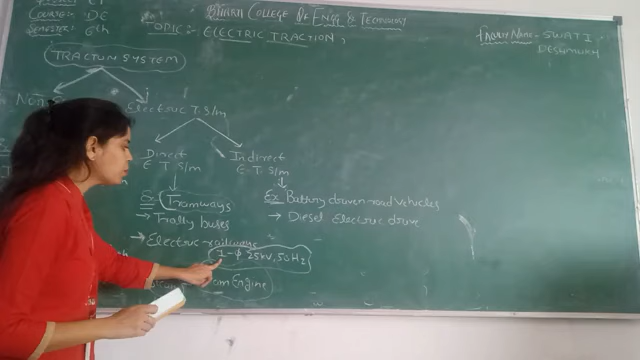 COURSE:- DE
SEMESTER:- 6th
BHARTI COLLEGE OF ENGG & TECHNOLOGY
TOPIC:- ELECTRIC TRACTION,
Faculty Name- SWATI
DESHMUKH
TRACTION SYSTEM
Non-
Electric T. S/m
Direct
E T. S/m
Indirect
E-T. S/m
Ex Tramways
→ Trolly buses
→ Electric railways
1-φ 25kV, 50Hz
Engine
Ex Battery driven road vehicles
→ Diesel Electric drive